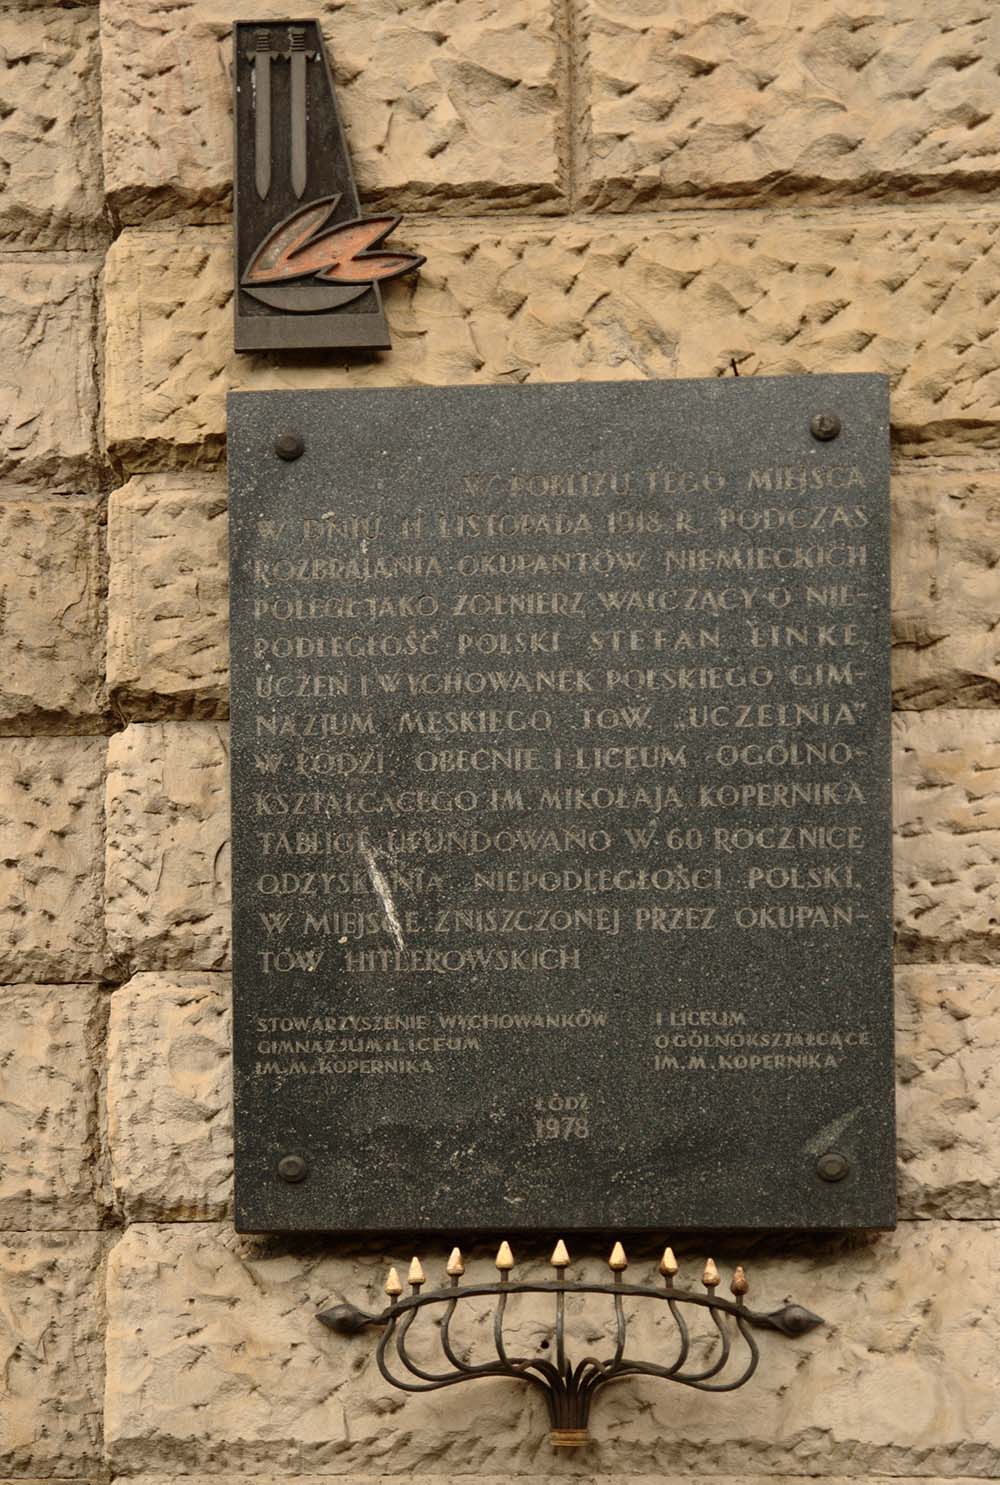 W POBLIŻU TEGO MIEJSCA
W DNIU 11 LISTOPADA 1918 R. PODCZAS
ROZBRAJANIA OKUPANTÓW NIEMIECKICH
POLEGŁ JAKO ŻOŁNIERZ WALCZĄCY O NIE-
PODLEGŁOŚĆ POLSKI STEFAN LINKE,
UCZEŃ I WYCHOWANEK POLSKIEGO GIM-
NAZJUM MĘSKIEGO TOW. „UCZELNIA”
W ŁODZI OBECNIE I LICEUM OGÓLNO-
KSZTAŁCĄCEGO IM. MIKOŁAJA KOPERNIKA
TABLICĘ UFUNDOWANO W 60 ROCZNICĘ
ODZYSKANIA NIEPODLEGŁOŚCI POLSKI,
W MIEJSCE ZNISZCZONEJ PRZEZ OKUPAN-
TÓW HITLEROWSKICH
STOWARZYSZENIE WYCHOWANKÓW
GIMNAZJUM i LICEUM
IM. M. KOPERNIKA
I LICEUM
OGÓLNOKSZTAŁCĄCE
IM. M. KOPERNIKA
ŁÓDŹ
1978